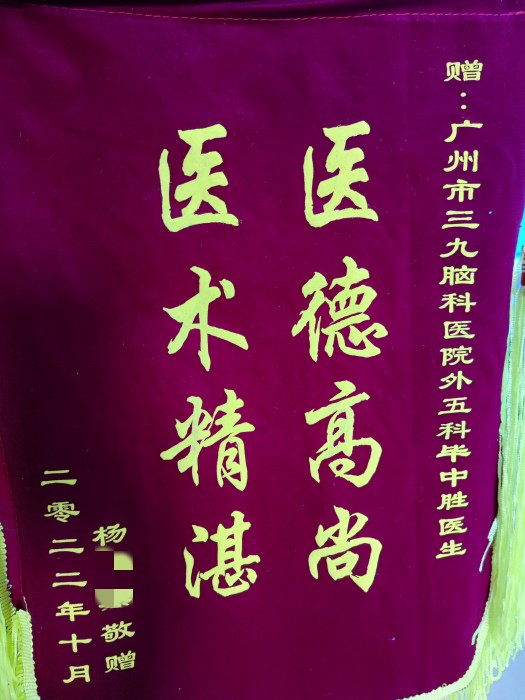 赠：广州市三九脑科医院外五科毕中胜医生
医德高尚
医术精湛
杨 敬赠
二零二二年十月